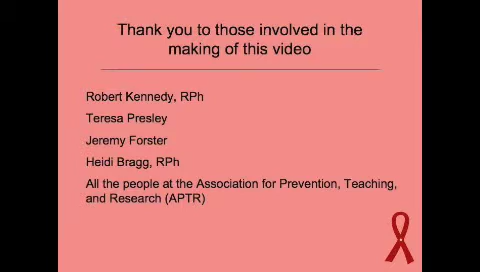 Thank you to those involved in the
making of this video
Robert Kennedy, RPh
Teresa Presley
Jeremy Forster
Heidi Bragg, RPh
All the people at the Association for Prevention, Teaching,
and Research (APTR)